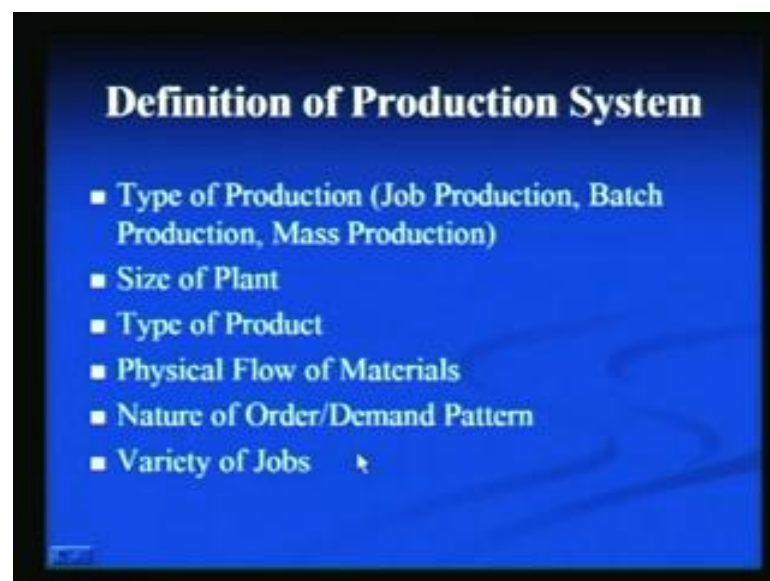 Definition of Production System
Type of Production (Job Production, Batch
Production, Mass Production)
Size of Plant
Type of Product
Physical Flow of Materials
Nature of Order/Demand Pattern
Variety of Jobs